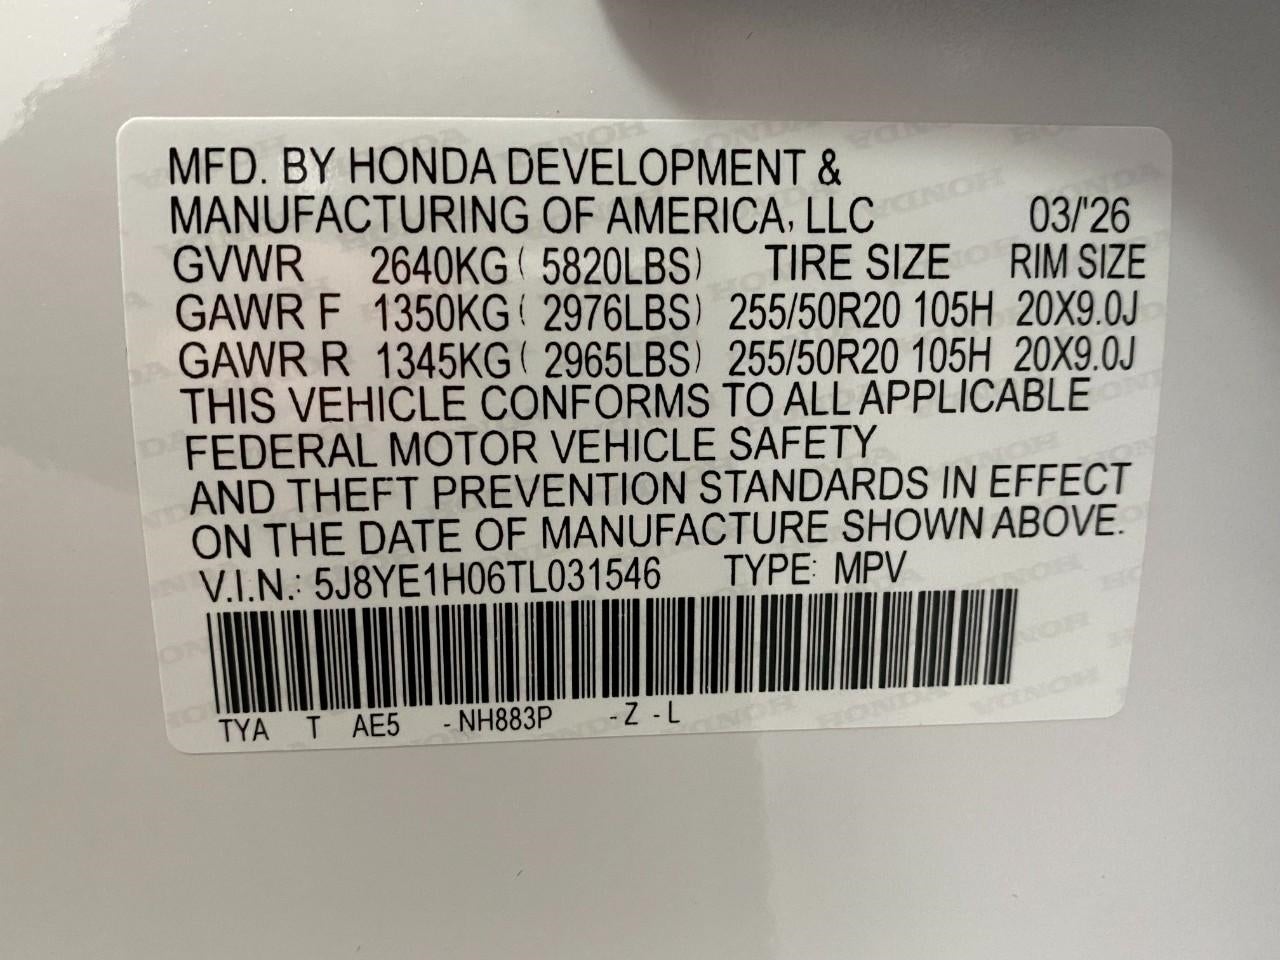 MFD. BY HONDA DEVELOPMENT &
MANUFACTURING OF AMERICA, LLC 03/'26
GVWR 2640KG ( 5820LBS) TIRE SIZE RIM SIZE
GAWR F 1350KG ( 2976LBS) 255/50R20 105H 20X9.0J
GAWR R 1345KG ( 2965LBS) 255/50R20 105H 20X9.0J
THIS VEHICLE CONFORMS TO ALL APPLICABLE
FEDERAL MOTOR VEHICLE SAFETY
AND THEFT PREVENTION STANDARDS IN EFFECT
ON THE DATE OF MANUFACTURE SHOWN ABOVE.
V.I.N.: 5J8YE1H06TL031546 TYPE: MPV
TYA T AE5 -NH883P -Z -L